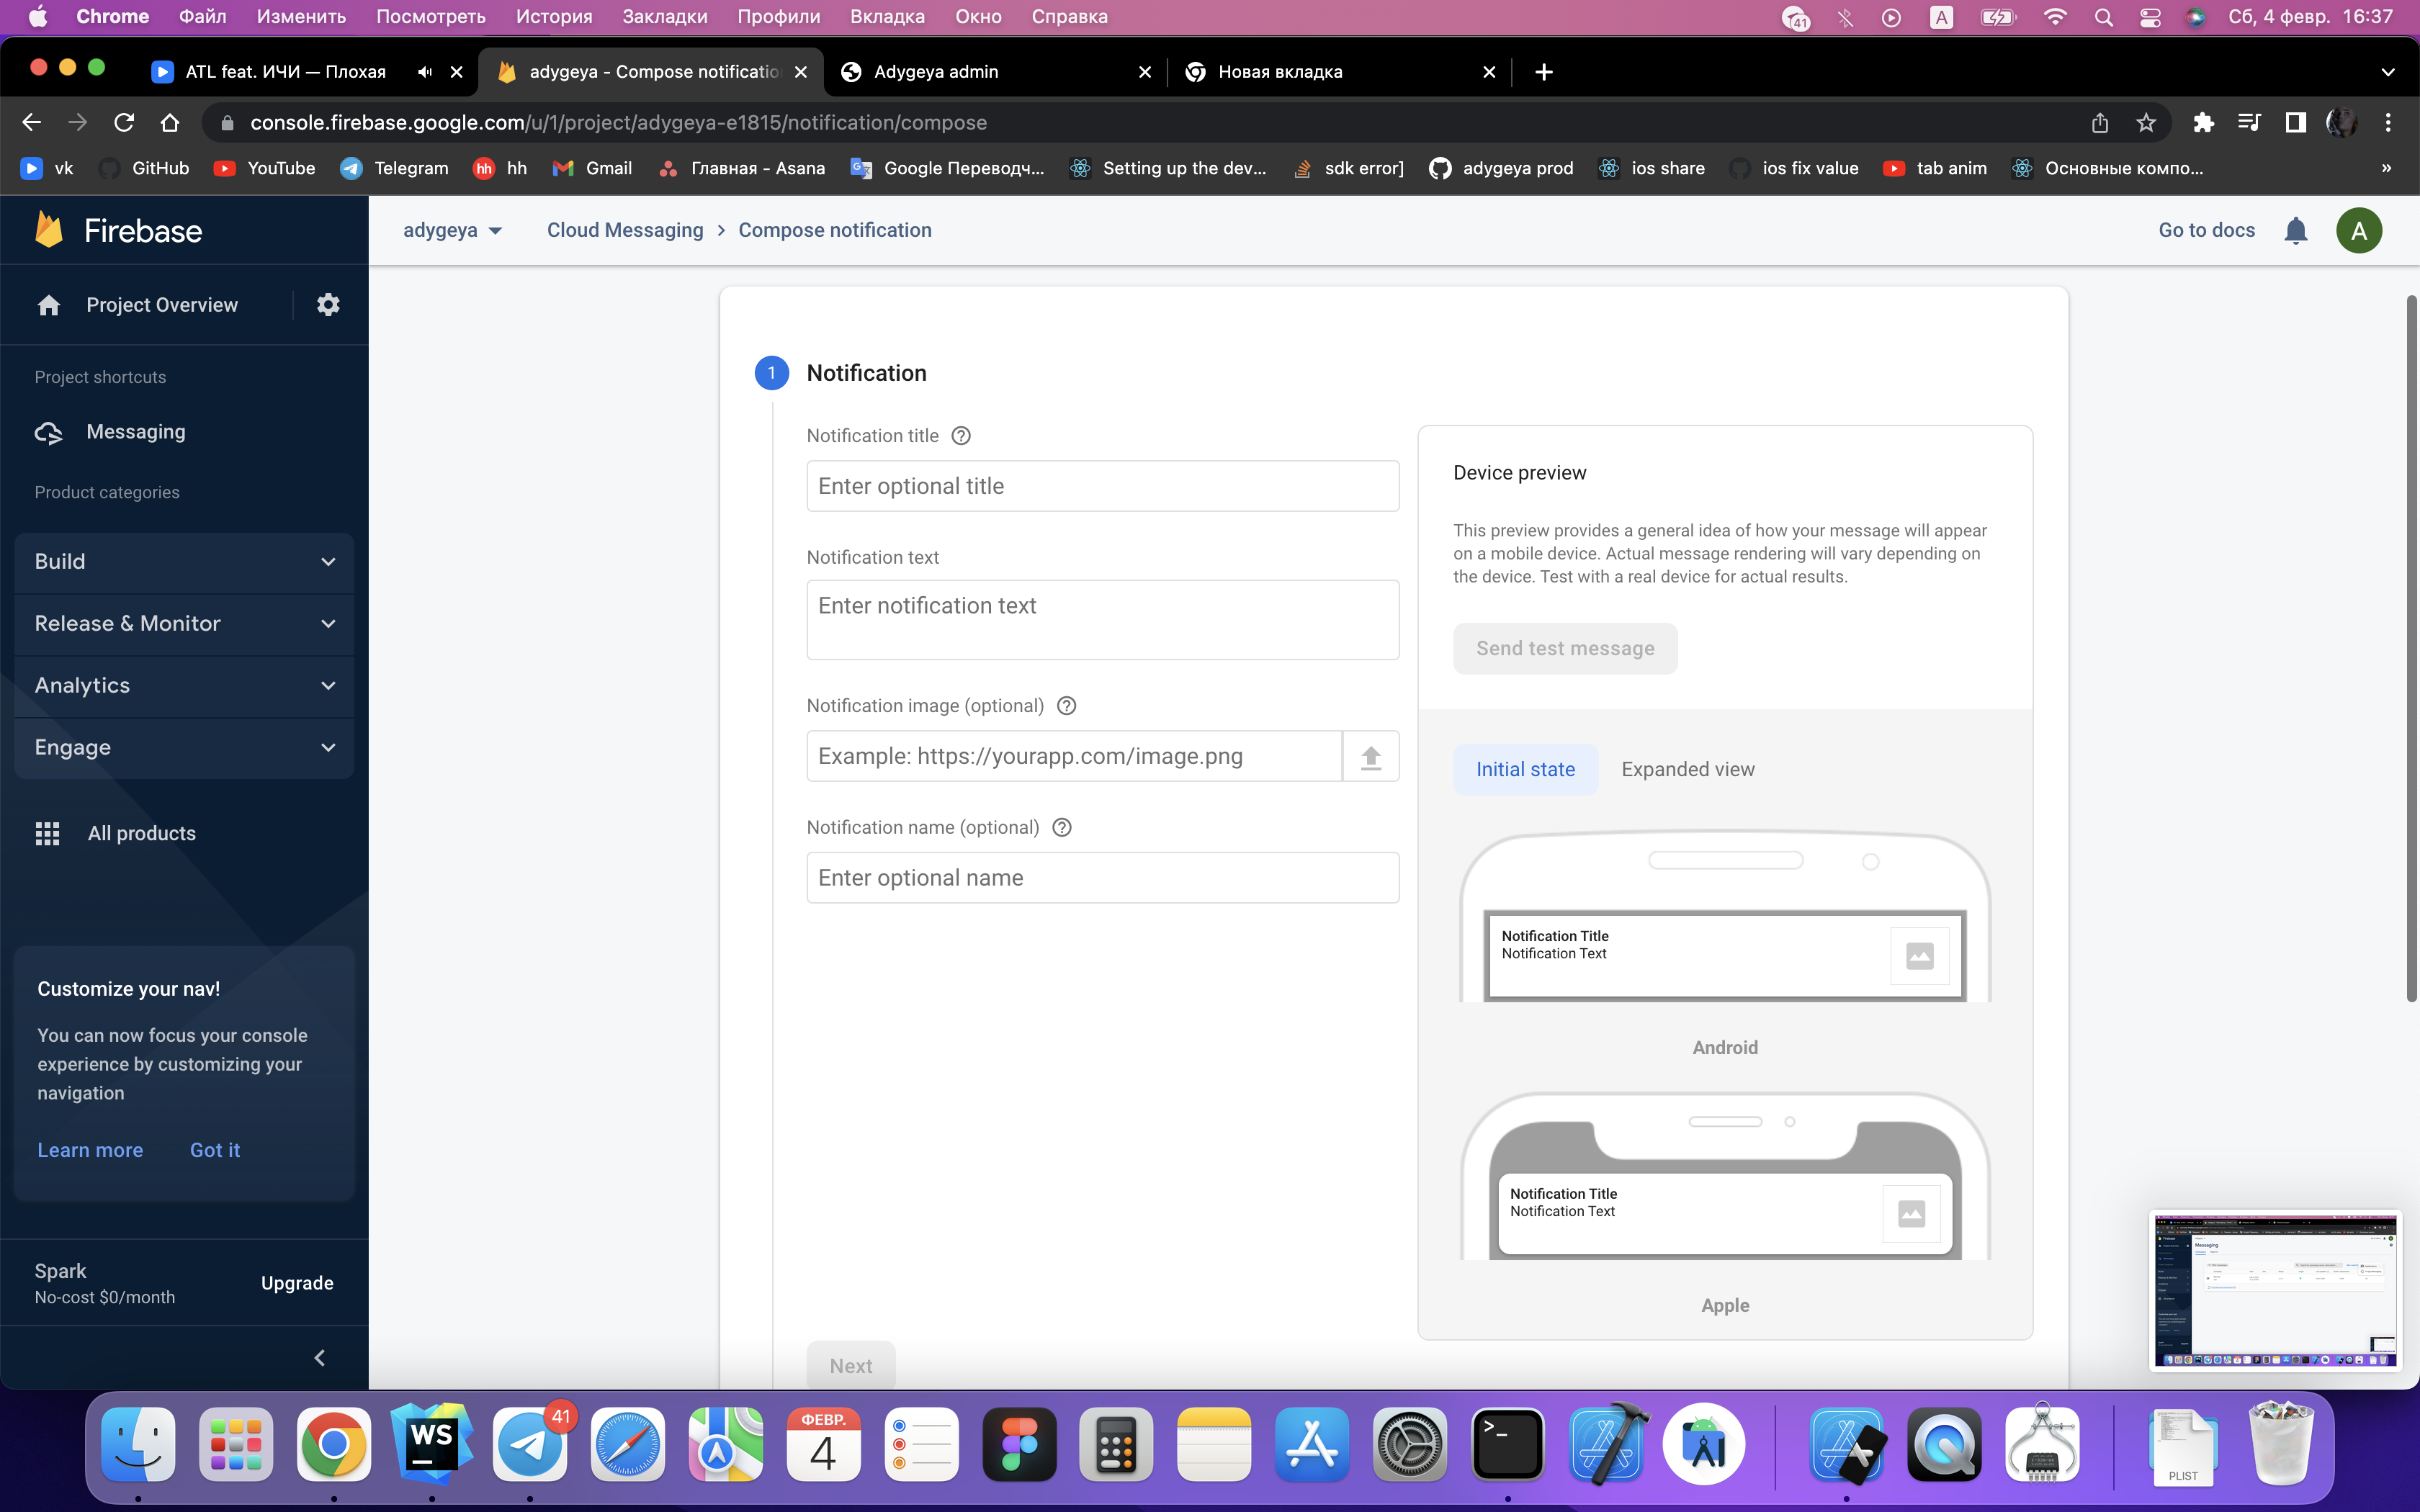 Chrome Файл Изменить Посмотреть История Закладки Профили Вкладка Окно Справка 41 A Сб, 4 февр. 16:37
ATL feat. ИЧИ — Плохая adygeya - Compose notificatio Adygeya admin Новая вкладка
console.firebase.google.com/u/1/project/adygeya-e1815/notification/compose
vk GitHub YouTube Telegram hh hh Gmail Главная - Asana Google Переводч... Setting up the dev... sdk error] adygeya prod ios share ios fix value tab anim Основные компо... »
Firebase
adygeya Cloud Messaging > Compose notification Go to docs A
Project Overview
Project shortcuts
Messaging
Product categories
Build
Release & Monitor
Analytics
Engage
All products
Customize your nav!
You can now focus your console
experience by customizing your
navigation
Learn more Got it
Spark
No-cost $0/month
Upgrade
1 Notification
Notification title
Enter optional title
Notification text
Enter notification text
Notification image (optional)
Example: https://yourapp.com/image.png
Notification name (optional)
Enter optional name
Next
Device preview
This preview provides a general idea of how your message will appear
on a mobile device. Actual message rendering will vary depending on
the device. Test with a real device for actual results.
Send test message
Initial state Expanded view
Notification Title
Notification Text
Android
Notification Title
Notification Text
Apple
WS 41 ФЕВР. 4 PLIST